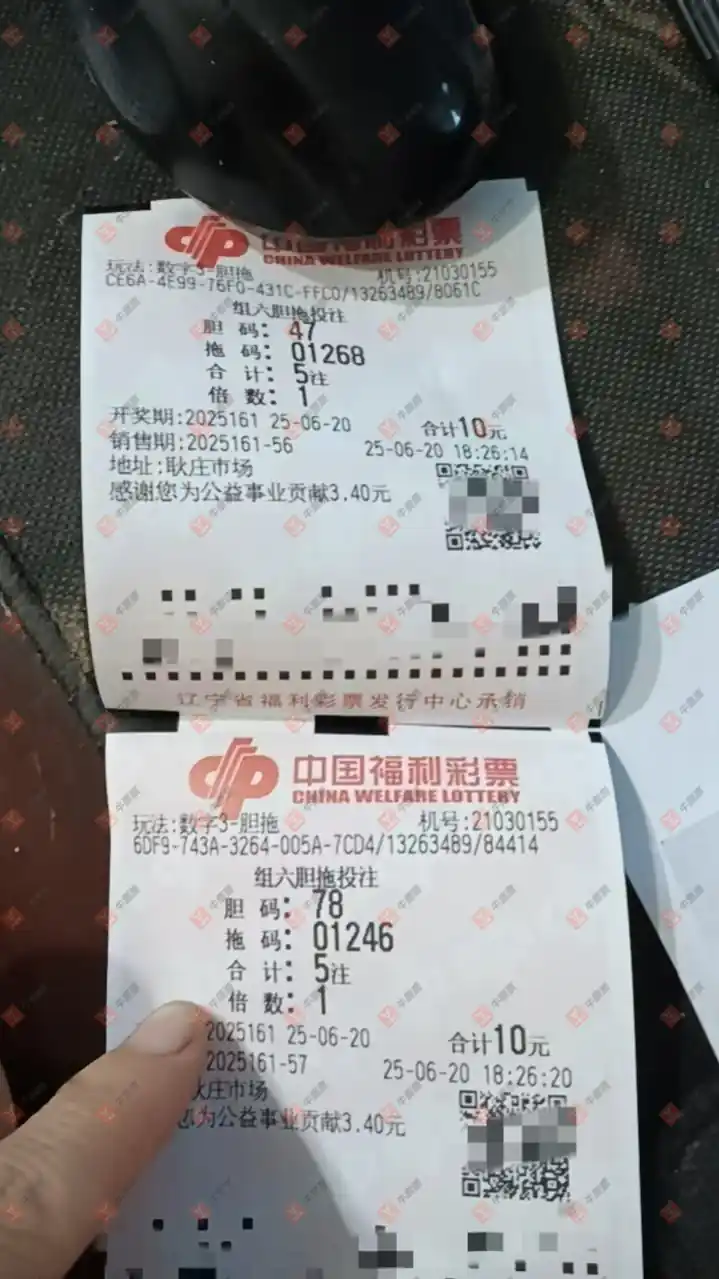 中国福利彩票
CHINA WELFARE LOTTERY
玩法:数字3-胆拖 机号:21030155
CE6A-4E99-76F0-431C-FFC0/13263489/8061C
组六胆拖投注
胆 码: 47
拖 码: 01268
合 计: 5注
倍 数: 1
开奖期:2025161 25-06-20 合计10元
销售期:2025161-56 25-06-20 18:26:14
地址:耿庄市场
感谢您为公益事业贡献3.40元
辽宁省福利彩票发行中心承销
中国福利彩票
CHINA WELFARE LOTTERY
玩法:数字3-胆拖 机号:21030155
6DF9-743A-3264-005A-7CD4/13263489/84414
组六胆拖投注
胆 码: 78
拖 码: 01246
合 计: 5注
倍 数: 1
2025161 25-06-20 合计10元
2025161-57 25-06-20 18:26:20
耿庄市场
您为公益事业贡献3.40元